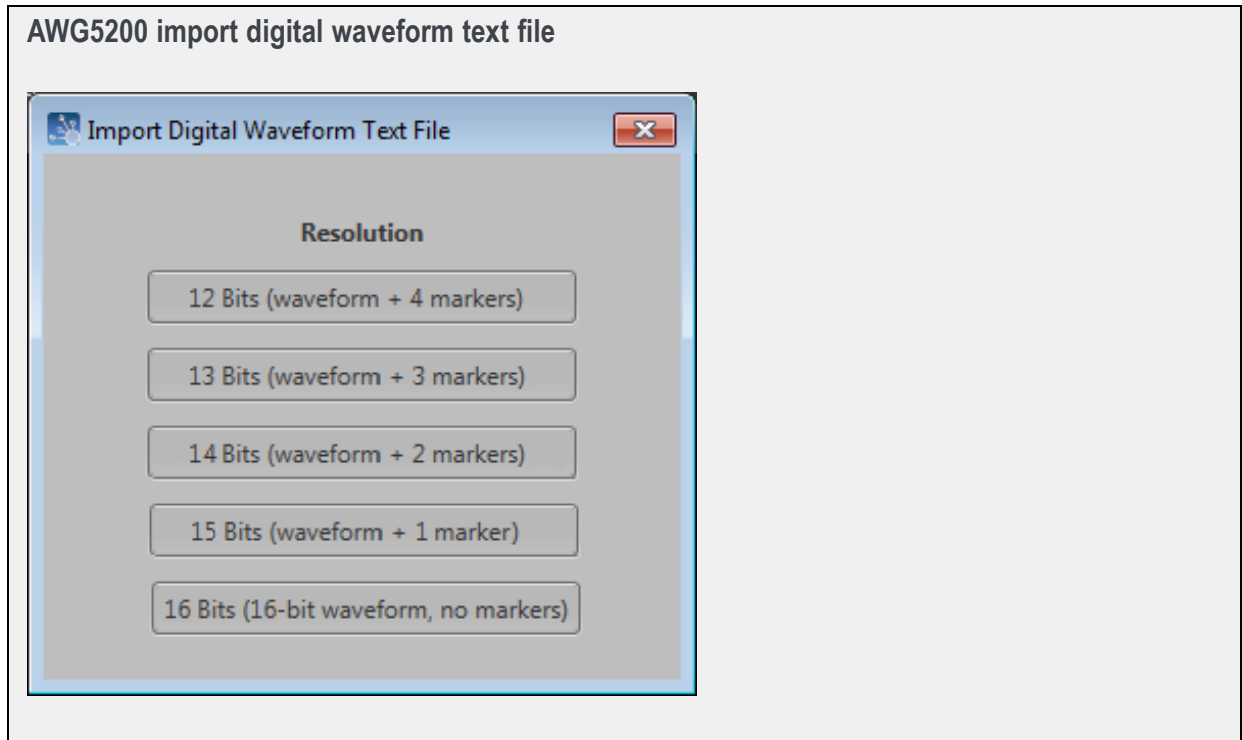 AWG5200 import digital waveform text file
Import Digital Waveform Text File
Resolution
12 Bits (waveform + 4 markers)
13 Bits (waveform + 3 markers)
14 Bits (waveform + 2 markers)
15 Bits (waveform + 1 marker)
16 Bits (16-bit waveform, no markers)